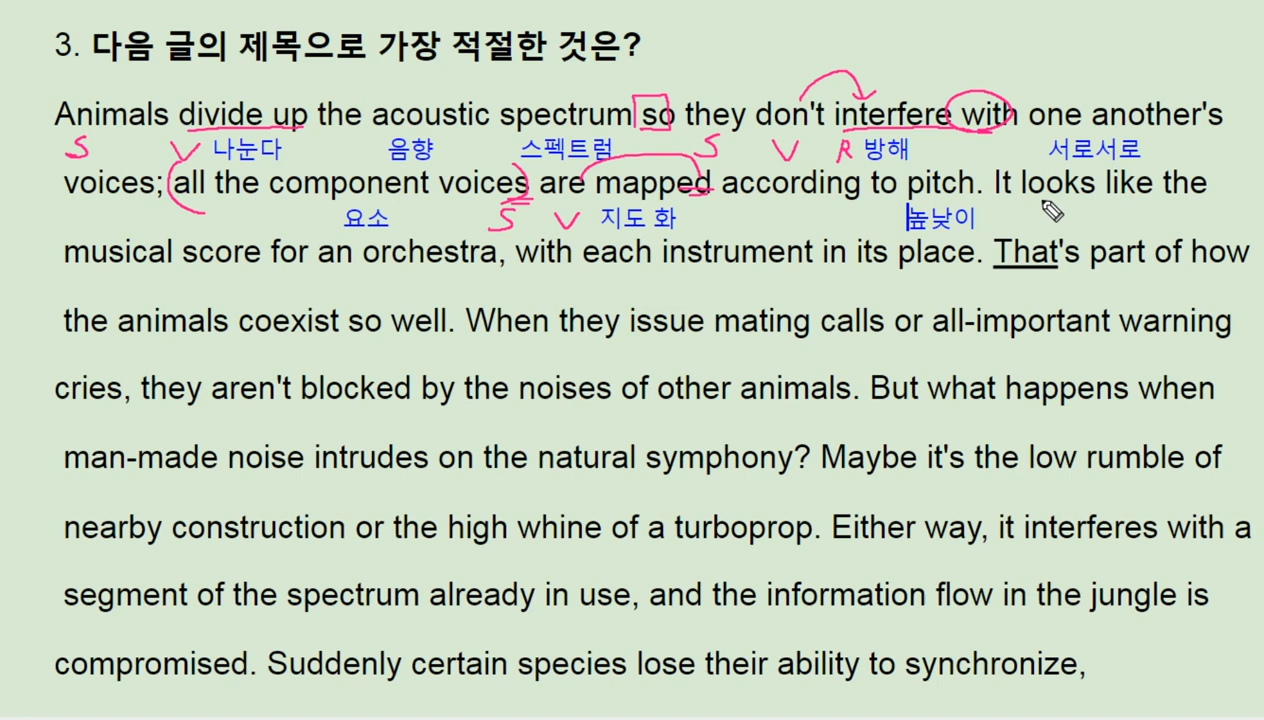 3. 다음 글의 제목으로 가장 적절한 것은?
Animals divide up the acoustic spectrum so they don't interfere with one another's
S V 나눈다 음향 스펙트럼 S V R 방해 서로서로
voices; all the component voices are mapped according to pitch. It looks like the
요소 S V 지도 화 높낮이
musical score for an orchestra, with each instrument in its place. That's part of how
the animals coexist so well. When they issue mating calls or all-important warning
cries, they aren't blocked by the noises of other animals. But what happens when
man-made noise intrudes on the natural symphony? Maybe it's the low rumble of
nearby construction or the high whine of a turboprop. Either way, it interferes with a
segment of the spectrum already in use, and the information flow in the jungle is
compromised. Suddenly certain species lose their ability to synchronize,